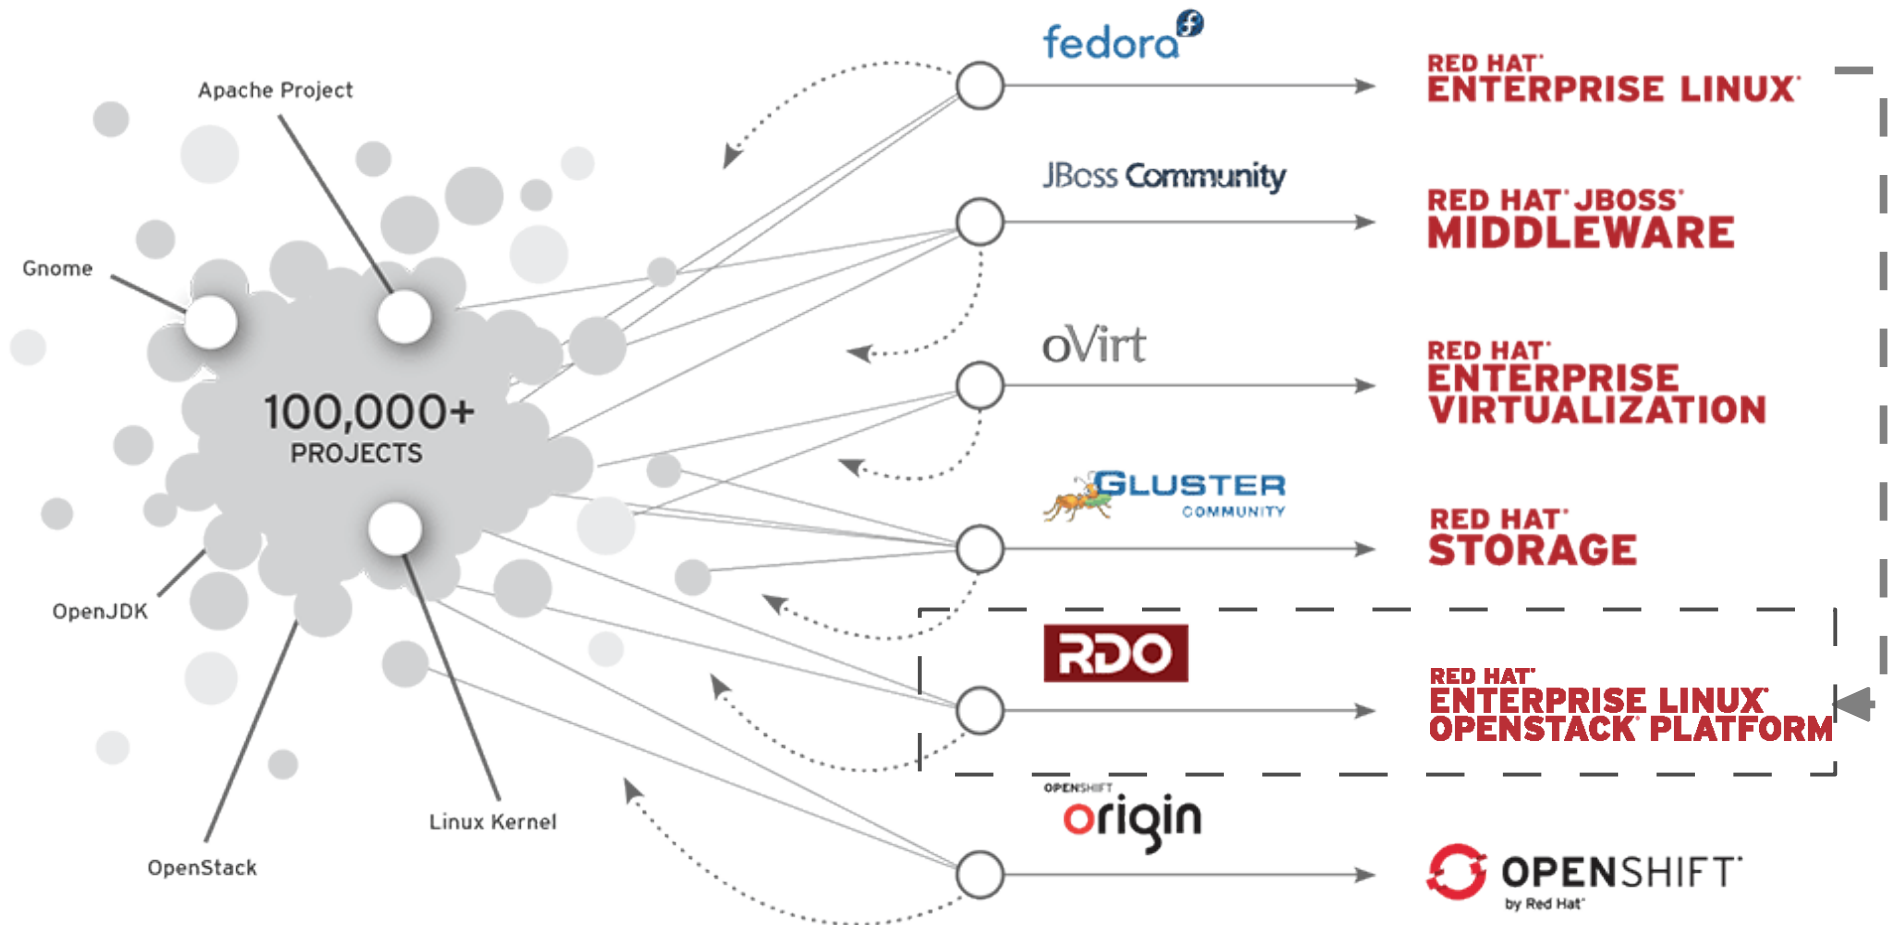 Apache Project
Gnome
100,000+
PROJECTS
OpenJDK
OpenStack
Linux Kernel
fedora
RED HAT®
ENTERPRISE LINUX®
JBoss Community
RED HAT® JBOSS®
MIDDLEWARE
oVirt
RED HAT®
ENTERPRISE
VIRTUALIZATION
GLUSTER
COMMUNITY
RED HAT®
STORAGE
RDO
RED HAT®
ENTERPRISE LINUX®
OPENSTACK® PLATFORM
OPENSHIFT
origin
OPENSHIFT®
by Red Hat®